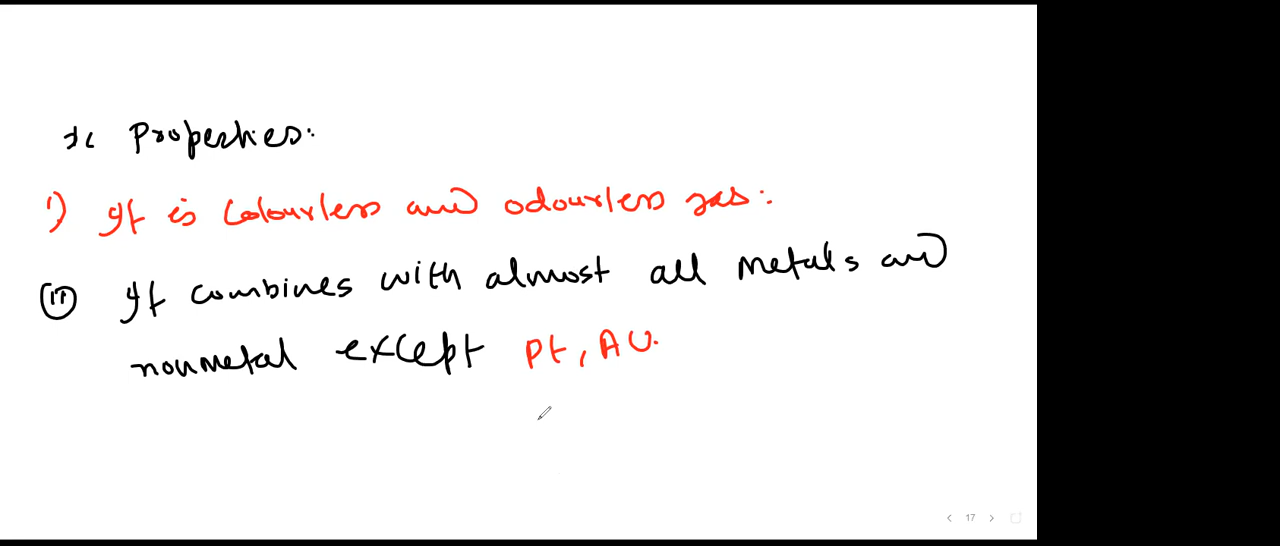 * Properties:
i) It is colourless and odourless gas.
(ii) It combines with almost all metals and
nonmetal except Pt, Au.
< 17 >